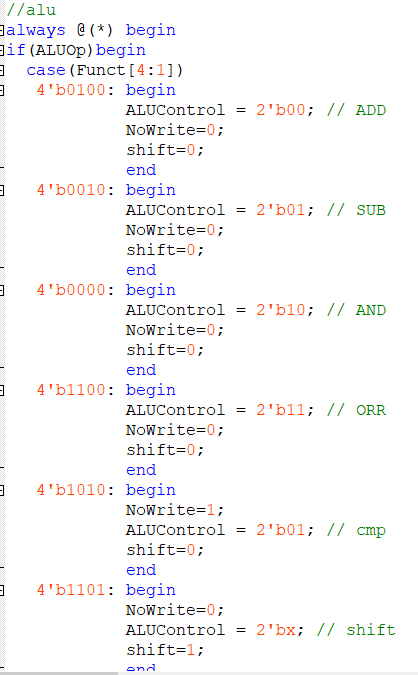 //alu
always @(*) begin
if(ALUOp)begin
case(Funct[4:1])
4'b0100: begin
ALUControl = 2'b00; // ADD
NoWrite=0;
shift=0;
end
4'b0010: begin
ALUControl = 2'b01; // SUB
NoWrite=0;
shift=0;
end
4'b0000: begin
ALUControl = 2'b10; // AND
NoWrite=0;
shift=0;
end
4'b1100: begin
ALUControl = 2'b11; // ORR
NoWrite=0;
shift=0;
end
4'b1010: begin
NoWrite=1;
ALUControl = 2'b01; // cmp
shift=0;
end
4'b1101: begin
NoWrite=0;
ALUControl = 2'bx; // shift
shift=1;
end